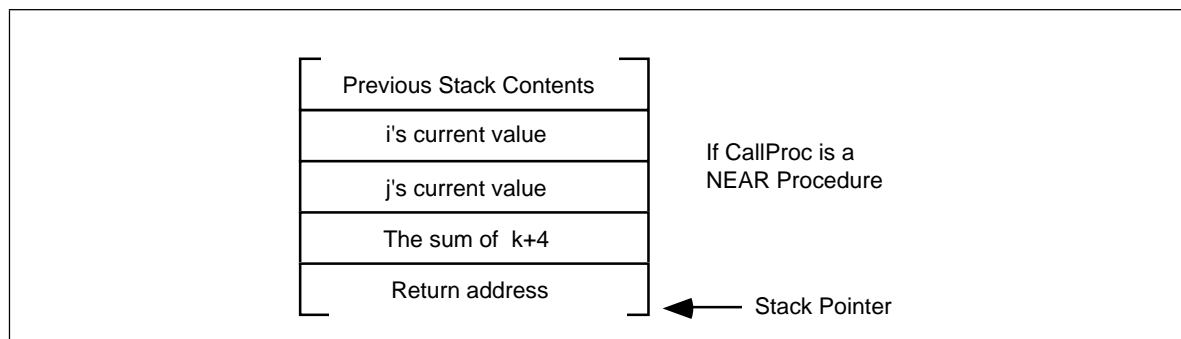 Previous Stack Contents
i's current value
j's current value
The sum of k+4
Return address
If CallProc is a
NEAR Procedure
Stack Pointer